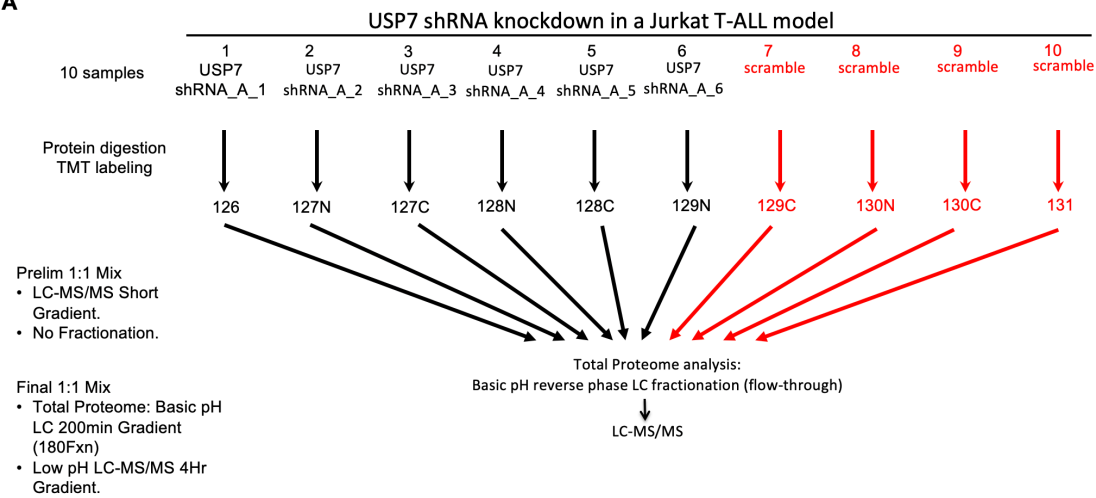 A
USP7 shRNA knockdown in a Jurkat T-ALL model
10 samples
1 2 3 4 5 6 7 8 9 10
USP7 USP7 USP7 USP7 USP7 USP7 scramble scramble scramble scramble
shRNA_A_1 shRNA_A_2 shRNA_A_3 shRNA_A_4 shRNA_A_5 shRNA_A_6
Protein digestion
TMT labeling
126 127N 127C 128N 128C 129N 129C 130N 130C 131
Prelim 1:1 Mix
• LC-MS/MS Short
Gradient.
• No Fractionation.
Total Proteome analysis:
Basic pH reverse phase LC fractionation (flow-through)
LC-MS/MS
Final 1:1 Mix
• Total Proteome: Basic pH
LC 200min Gradient
(180Fxn)
• Low pH LC-MS/MS 4Hr
Gradient.